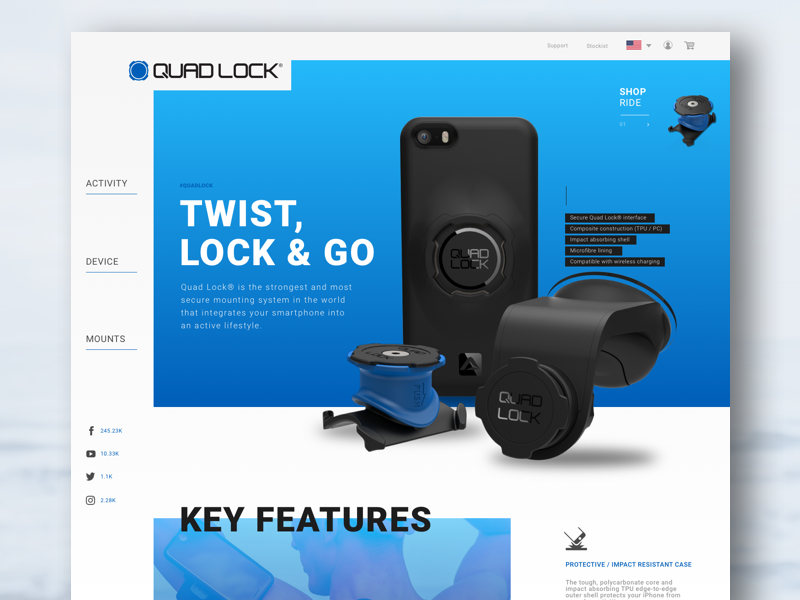 Support
Stockist
QUAD LOCK®
SHOP
RIDE
ACTIVITY
DEVICE
MOUNTS
#QUADLOCK
TWIST,
LOCK & GO
Quad Lock® is the strongest and most
secure mounting system in the world
that integrates your smartphone into
an active lifestyle.
QUAD
LOCK
Secure Quad Lock® interface
Composite construction (TPU / PC)
Impact absorbing shell
Microfibre lining
Compatible with wireless charging
PUSH
QUAD
LOCK
245.23K
10.33K
1.1K
2.28K
KEY FEATURES
PROTECTIVE / IMPACT RESISTANT CASE
The tough, polycarbonate core and
impact absorbing TPU edge-to-edge
outer shell protects your iPhone from